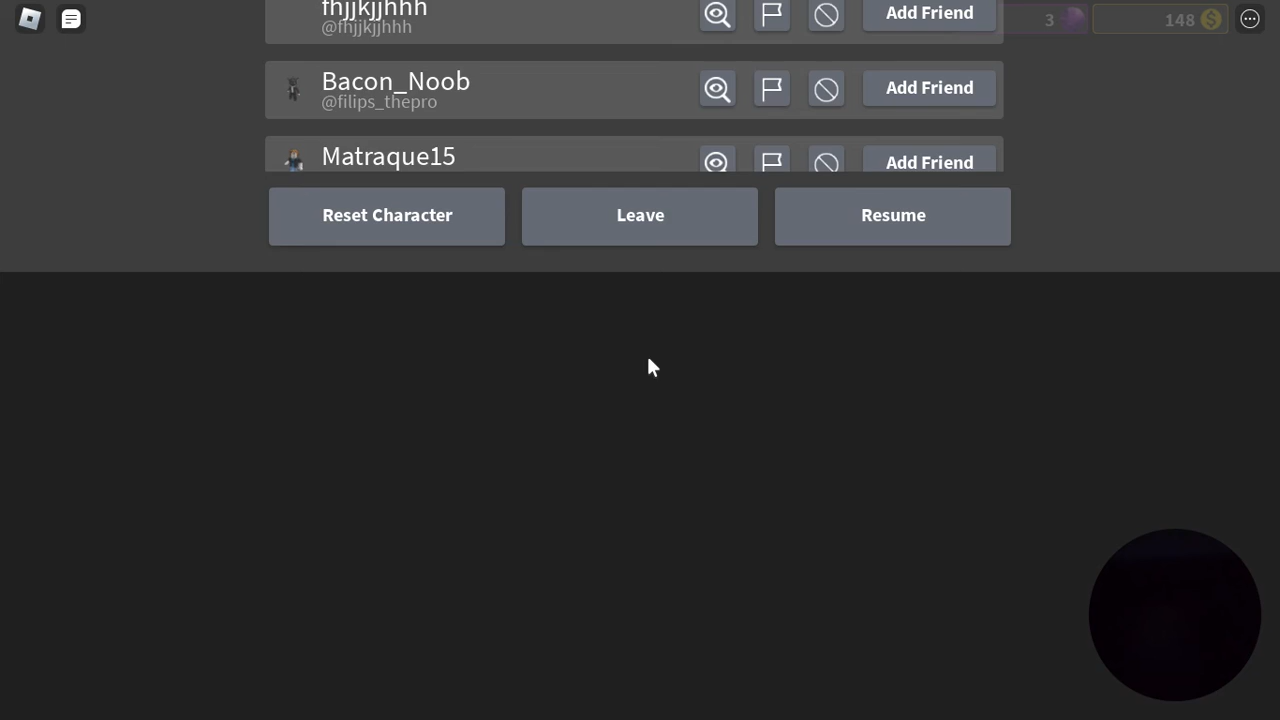 fhjjkjjhhh
@fhjjkjjhhh
Add Friend
3
148
Bacon_Noob
@filips_thepro
Add Friend
Matraque15
Add Friend
Reset Character
Leave
Resume